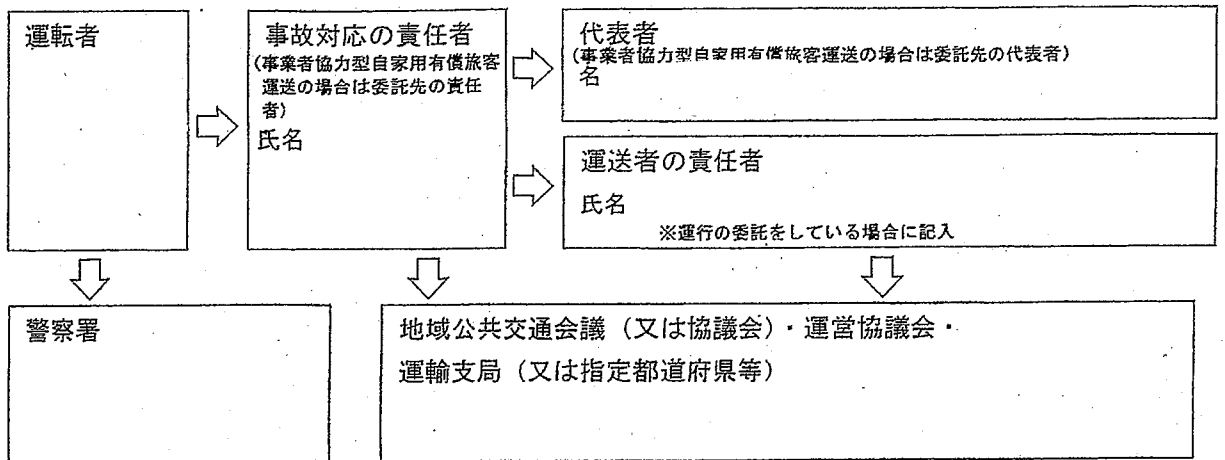 運転者
事故対応の責任者
(事業者協力型自家用有償旅客
運送の場合は委託先の責任
者)
氏名
代表者
(事業者協力型自家用有償旅客運送の場合は委託先の代表者)
名
運送者の責任者
氏名
※運行の委託をしている場合に記入
警察署
地域公共交通会議（又は協議会）・運営協議会・
運輸支局（又は指定都道府県等）